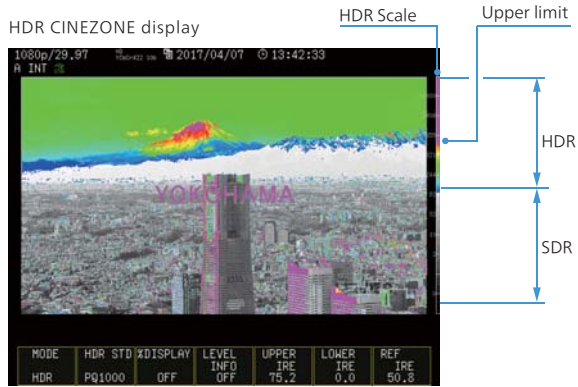 HDR Scale
Upper limit
HDR CINEZONE display
1080p/29.97 2017/04/07 13:42:33
A INT
YOKOHAMA
HDR
SDR
MODE HDR STD %DISPLAY LEVEL INFO UPPER IRE LOWER IRE REF IRE
HDR PQ1000 OFF OFF 75.2 0.0 50.8